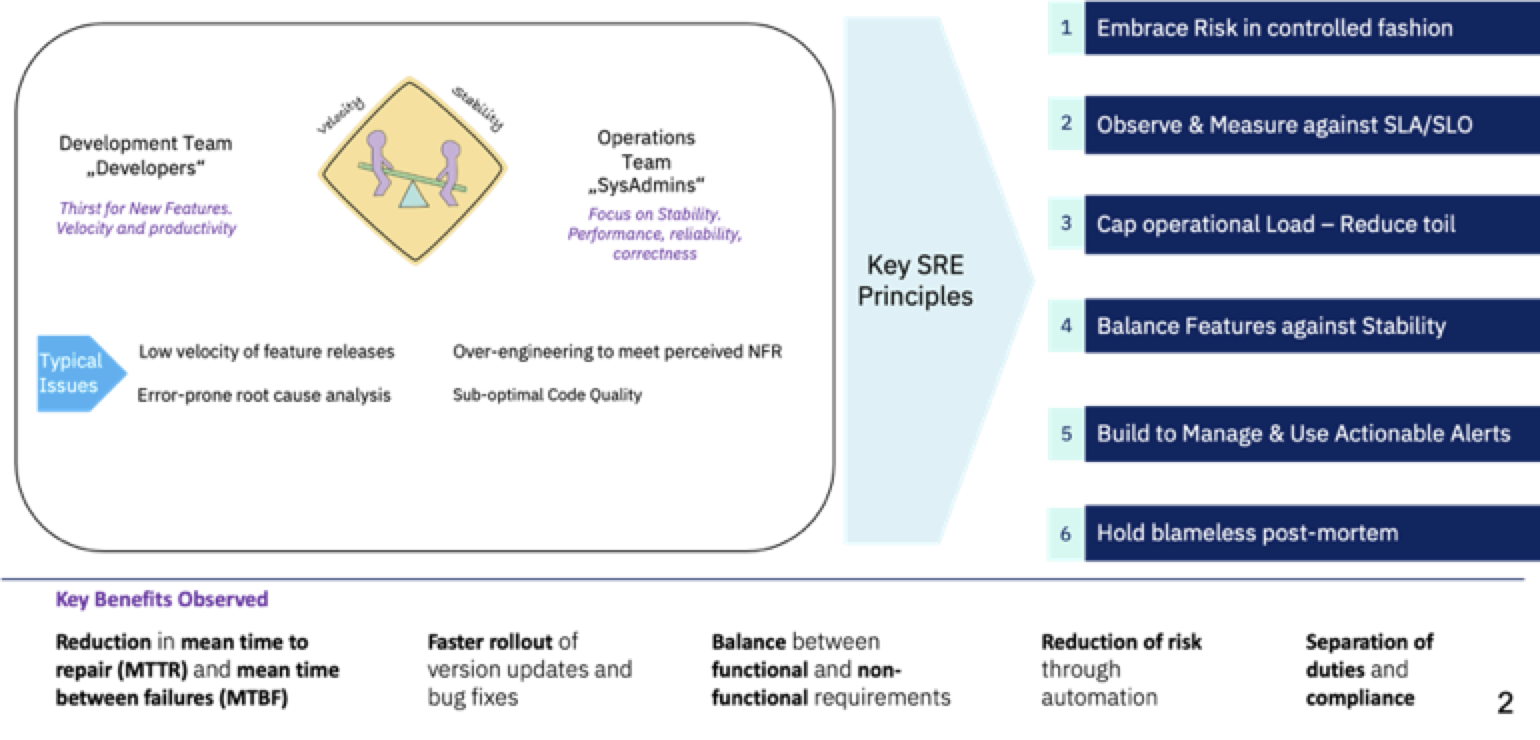 Velocity
Stability
Development Team
„Developers“
Thirst for New Features.
Velocity and productivity
Operations
Team
„SysAdmins“
Focus on Stability.
Performance, reliability,
correctness
Typical
Issues
Low velocity of feature releases
Error-prone root cause analysis
Over-engineering to meet perceived NFR
Sub-optimal Code Quality
Key SRE
Principles
1 Embrace Risk in controlled fashion
2 Observe & Measure against SLA/SLO
3 Cap operational Load – Reduce toil
4 Balance Features against Stability
5 Build to Manage & Use Actionable Alerts
6 Hold blameless post-mortem
Key Benefits Observed
Reduction in mean time to
repair (MTTR) and mean time
between failures (MTBF)
Faster rollout of
version updates and
bug fixes
Balance between
functional and non-
functional requirements
Reduction of risk
through
automation
Separation of
duties and
compliance
2